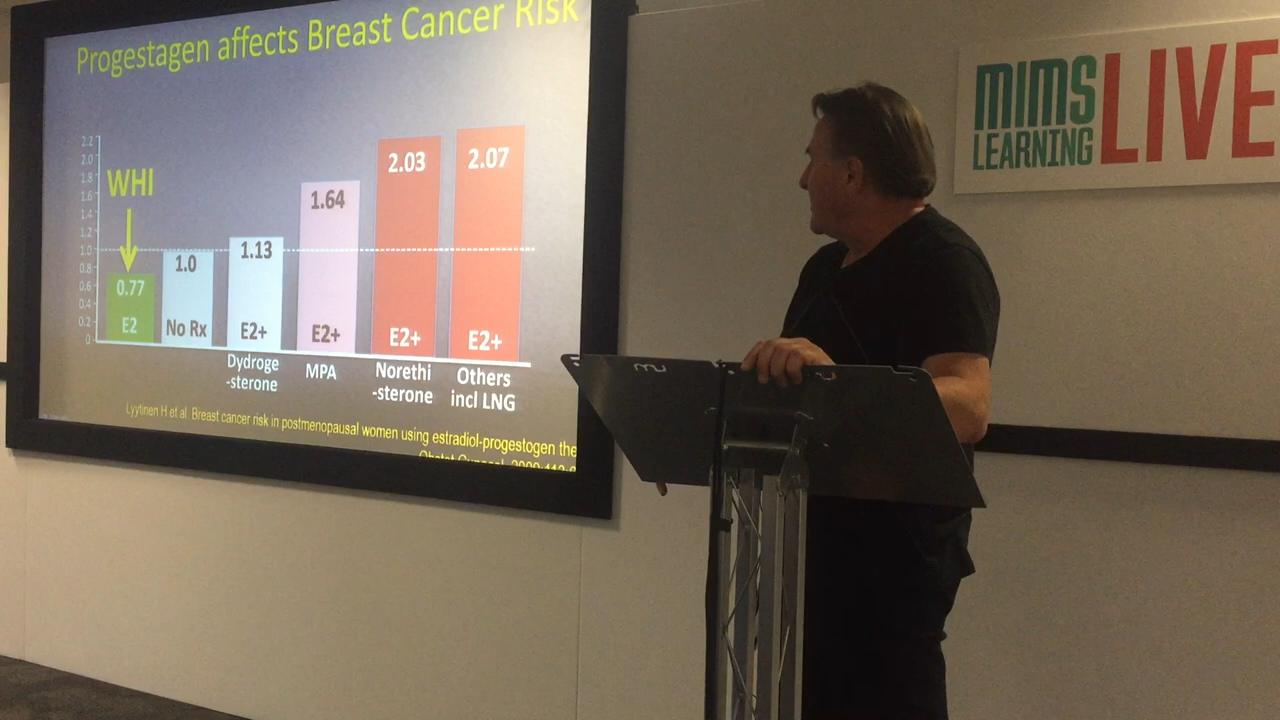 Progestagen affects Breast Cancer Risk
2.2
2.0
1.8
1.6
1.4
1.2
1.0
0.8
0.6
0.4
0.2
0
WHI
0.77
E2
1.0
No Rx
1.13
E2+
Dydroge
-sterone
1.64
E2+
MPA
2.03
E2+
Norethi
-sterone
2.07
E2+
Others
incl LNG
Lyytinen H et al. Breast cancer risk in postmenopausal women using estradiol-progestogen the
MIMS
LEARNING
LIVE